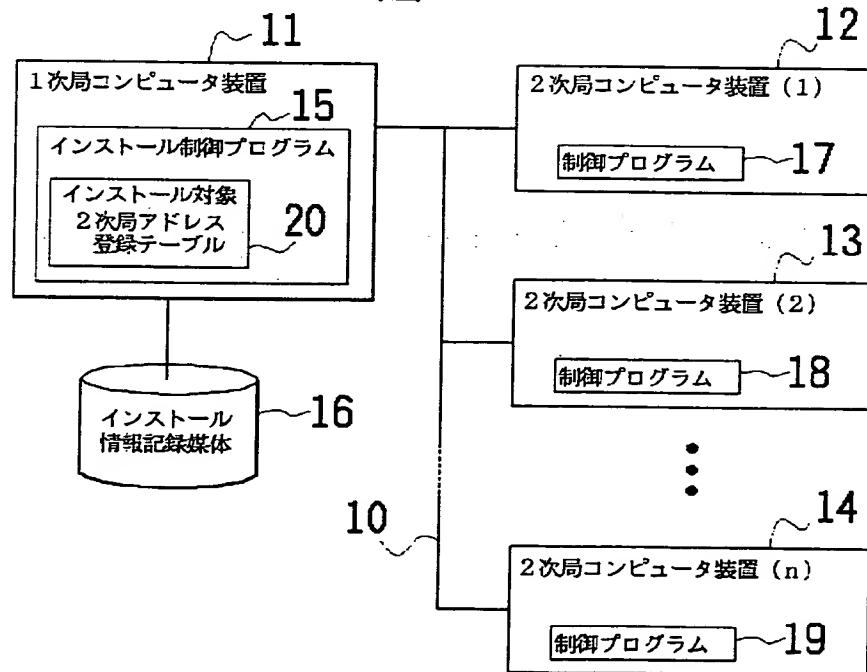 11
1次局コンピュータ装置
15
インストール制御プログラム
インストール対象
2次局アドレス
登録テーブル
20
インストール
情報記録媒体
16
10
12
2次局コンピュータ装置(1)
制御プログラム
17
13
2次局コンピュータ装置(2)
制御プログラム
18
14
2次局コンピュータ装置(n)
制御プログラム
19